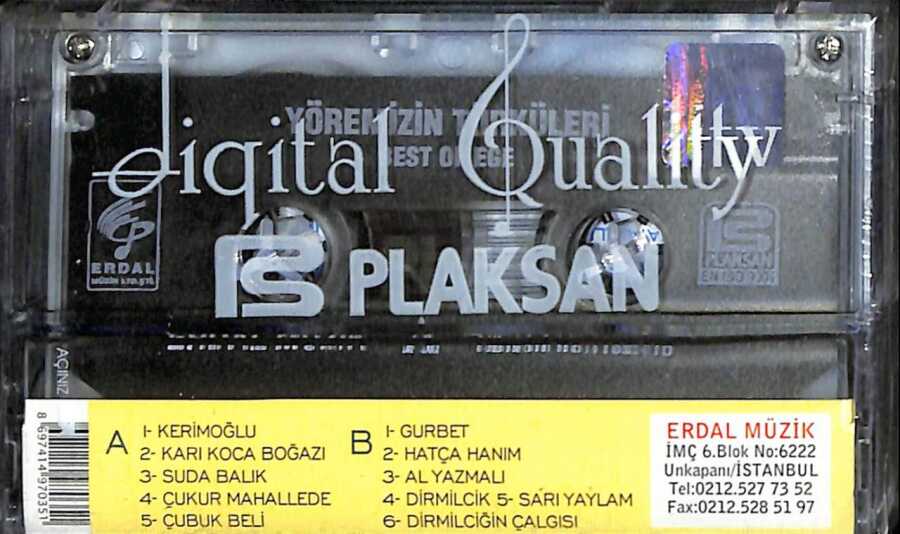 YÖREMİZİN TÜRKÜLERİ
BEST OF EGE
digital Quality
ERDAL
PLAKSAN
PLAKSAN
AÇINIZ
8697414970351
A
1- KERİMOĞLU
2- KARI KOCA BOĞAZI
3- SUDA BALIK
4- ÇUKUR MAHALLEDE
5- ÇUBUK BELİ
B
1- GURBET
2- HATÇA HANIM
3- AL YAZMALI
4- DİRMİLCİK 5- SARI YAYLAM
6- DİRMİLCİĞİN ÇALGISI
ERDAL MÜZİK
İMÇ 6.Blok No:6222
Unkapanı/İSTANBUL
Tel:0212.527 73 52
Fax:0212.528 51 97